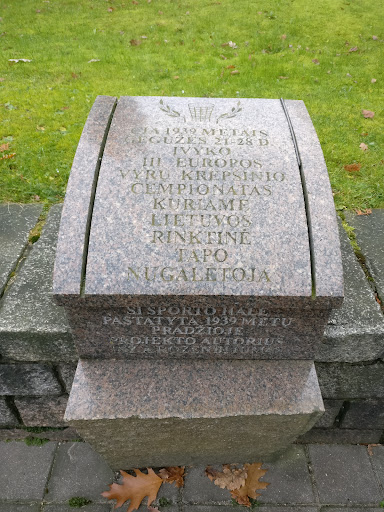 ČIA 1939 METAIS
GEGUŽĖS 21-28 D.
ĮVYKO
III EUROPOS
VYRŲ KREPŠINIO
ČEMPIONATAS
KURIAME
LIETUVOS
RINKTINĖ
TAPO
NUGALĖTOJA
ŠI SPORTO HALĖ
PASTATYTA 1939 METŲ
PRADŽIOJE
PROJEKTO AUTORIUS